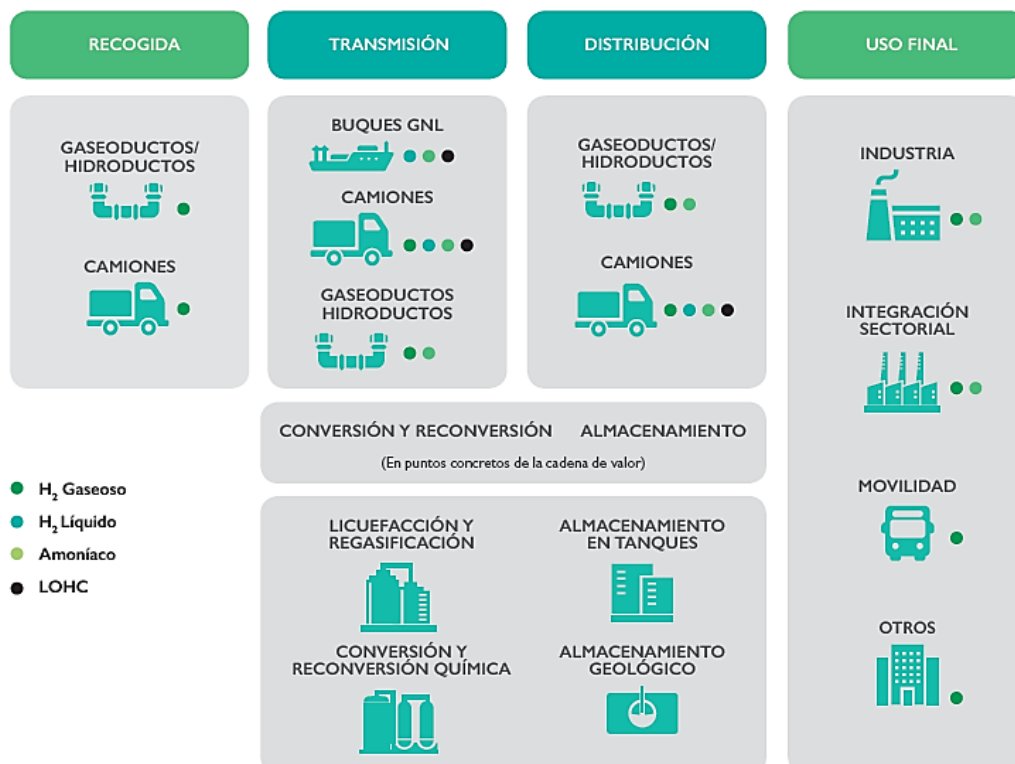 RECOGIDA
TRANSMISIÓN
DISTRIBUCIÓN
USO FINAL
GASEODUCTOS/
HIDRODUCTOS
CAMIONES
BUQUES GNL
CAMIONES
GASEODUCTOS
HIDRODUCTOS
GASEODUCTOS/
HIDRODUCTOS
CAMIONES
INDUSTRIA
INTEGRACIÓN
SECTORIAL
MOVILIDAD
OTROS
CONVERSIÓN Y RECONVERSIÓN ALMACENAMIENTO
(En puntos concretos de la cadena de valor)
LICUEFACCIÓN Y
REGASIFICACIÓN
ALMACENAMIENTO
EN TANQUES
CONVERSIÓN Y
RECONVERSIÓN QUÍMICA
ALMACENAMIENTO
GEOLÓGICO
H₂ Gaseoso
H₂ Líquido
Amoníaco
LOHC